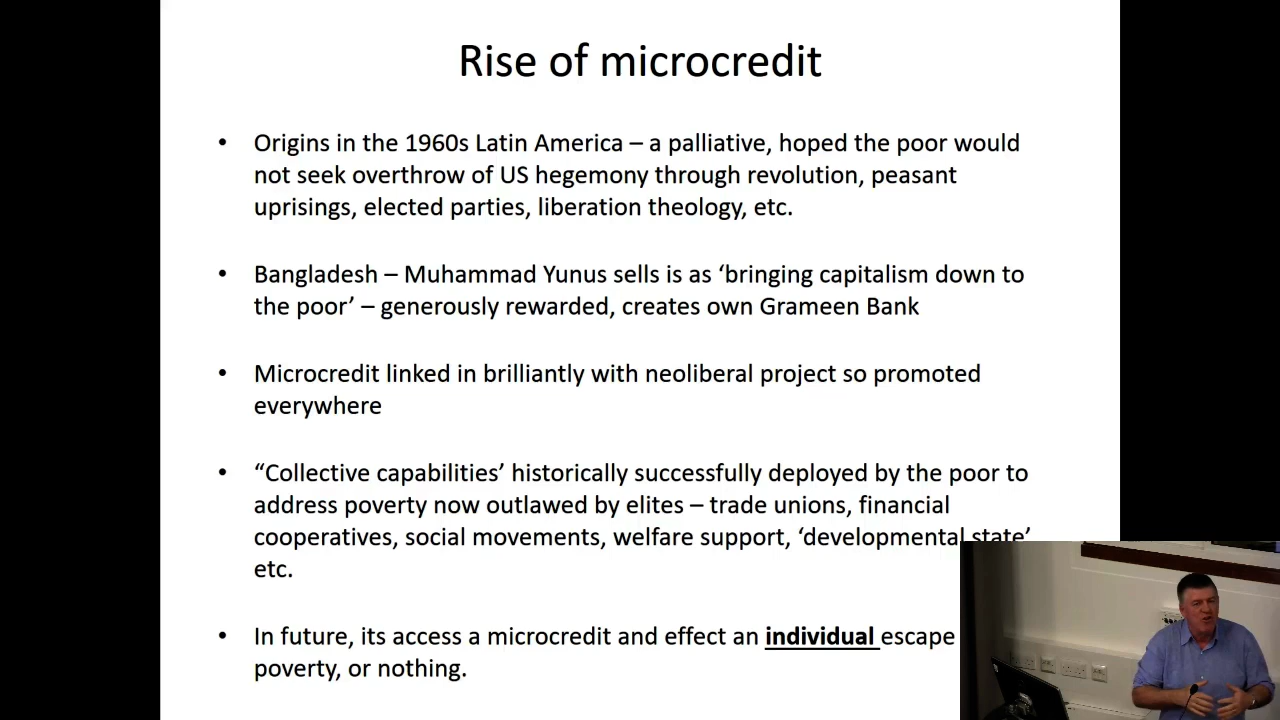 Rise of microcredit
• Origins in the 1960s Latin America – a palliative, hoped the poor would
not seek overthrow of US hegemony through revolution, peasant
uprisings, elected parties, liberation theology, etc.
• Bangladesh – Muhammad Yunus sells is as ‘bringing capitalism down to
the poor’ – generously rewarded, creates own Grameen Bank
• Microcredit linked in brilliantly with neoliberal project so promoted
everywhere
• “Collective capabilities’ historically successfully deployed by the poor to
address poverty now outlawed by elites – trade unions, financial
cooperatives, social movements, welfare support, ‘developmental state’
etc.
• In future, its access a microcredit and effect an individual escape
poverty, or nothing.